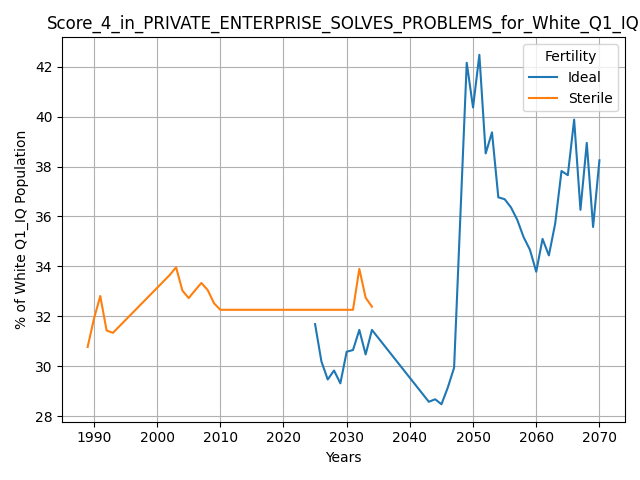 Score_4_in_PRIVATE_ENTERPRISE_SOLVES_PROBLEMS_for_White_Q1_IQ
Fertility
Ideal
Sterile
% of White Q1_IQ Population
42
40
38
36
34
32
30
28
1990
2000
2010
2020
2030
2040
2050
2060
2070
Years